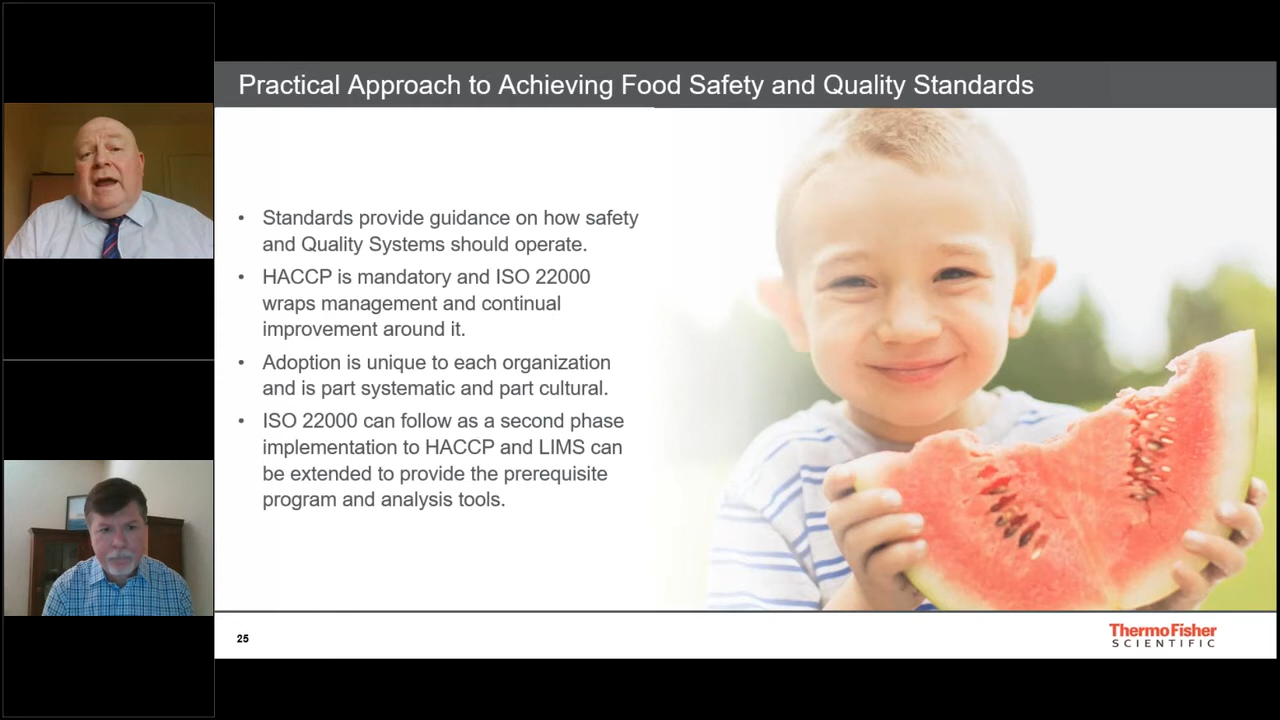 Practical Approach to Achieving Food Safety and Quality Standards
• Standards provide guidance on how safety
and Quality Systems should operate.
• HACCP is mandatory and ISO 22000
wraps management and continual
improvement around it.
• Adoption is unique to each organization
and is part systematic and part cultural.
• ISO 22000 can follow as a second phase
implementation to HACCP and LIMS can
be extended to provide the prerequisite
program and analysis tools.
25
ThermoFisher
SCIENTIFIC